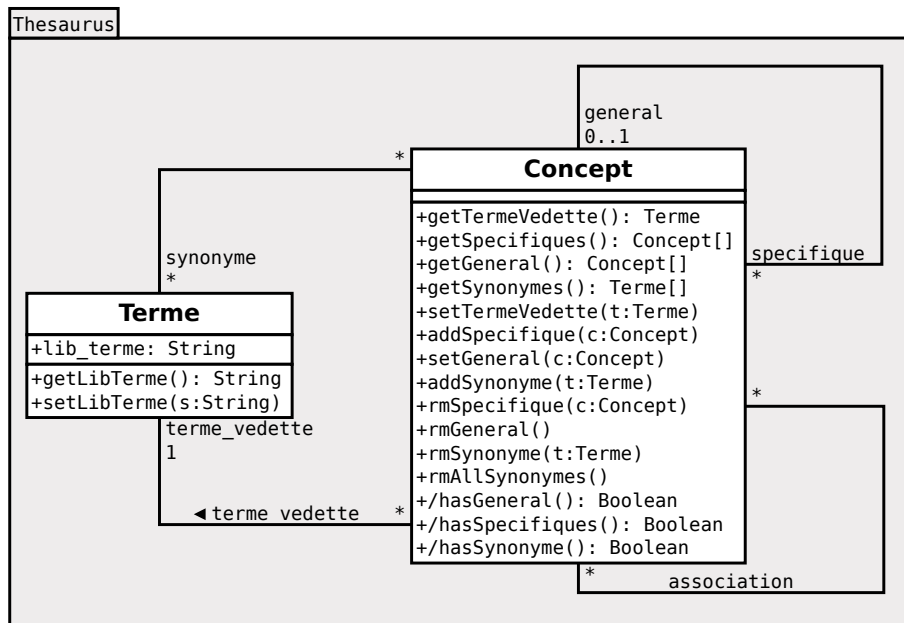 Thesaurus
general
0..1
*
Concept
+getTermeVedette(): Terme
+getSpecifiques(): Concept[]
+getGeneral(): Concept[]
+getSynonymes(): Terme[]
+setTermeVedette(t:Terme)
+addSpecifique(c:Concept)
+setGeneral(c:Concept)
+addSynonyme(t:Terme)
+rmSpecifique(c:Concept)
+rmGeneral()
+rmSynonyme(t:Terme)
+rmAllSynonymes()
+/hasGeneral(): Boolean
+/hasSpecifiques(): Boolean
+/hasSynonyme(): Boolean
specifique
*
synonyme
*
Terme
+lib_terme: String
+getLibTerme(): String
+setLibTerme(s:String)
terme_vedette
1
◄ terme vedette *
*
*
association